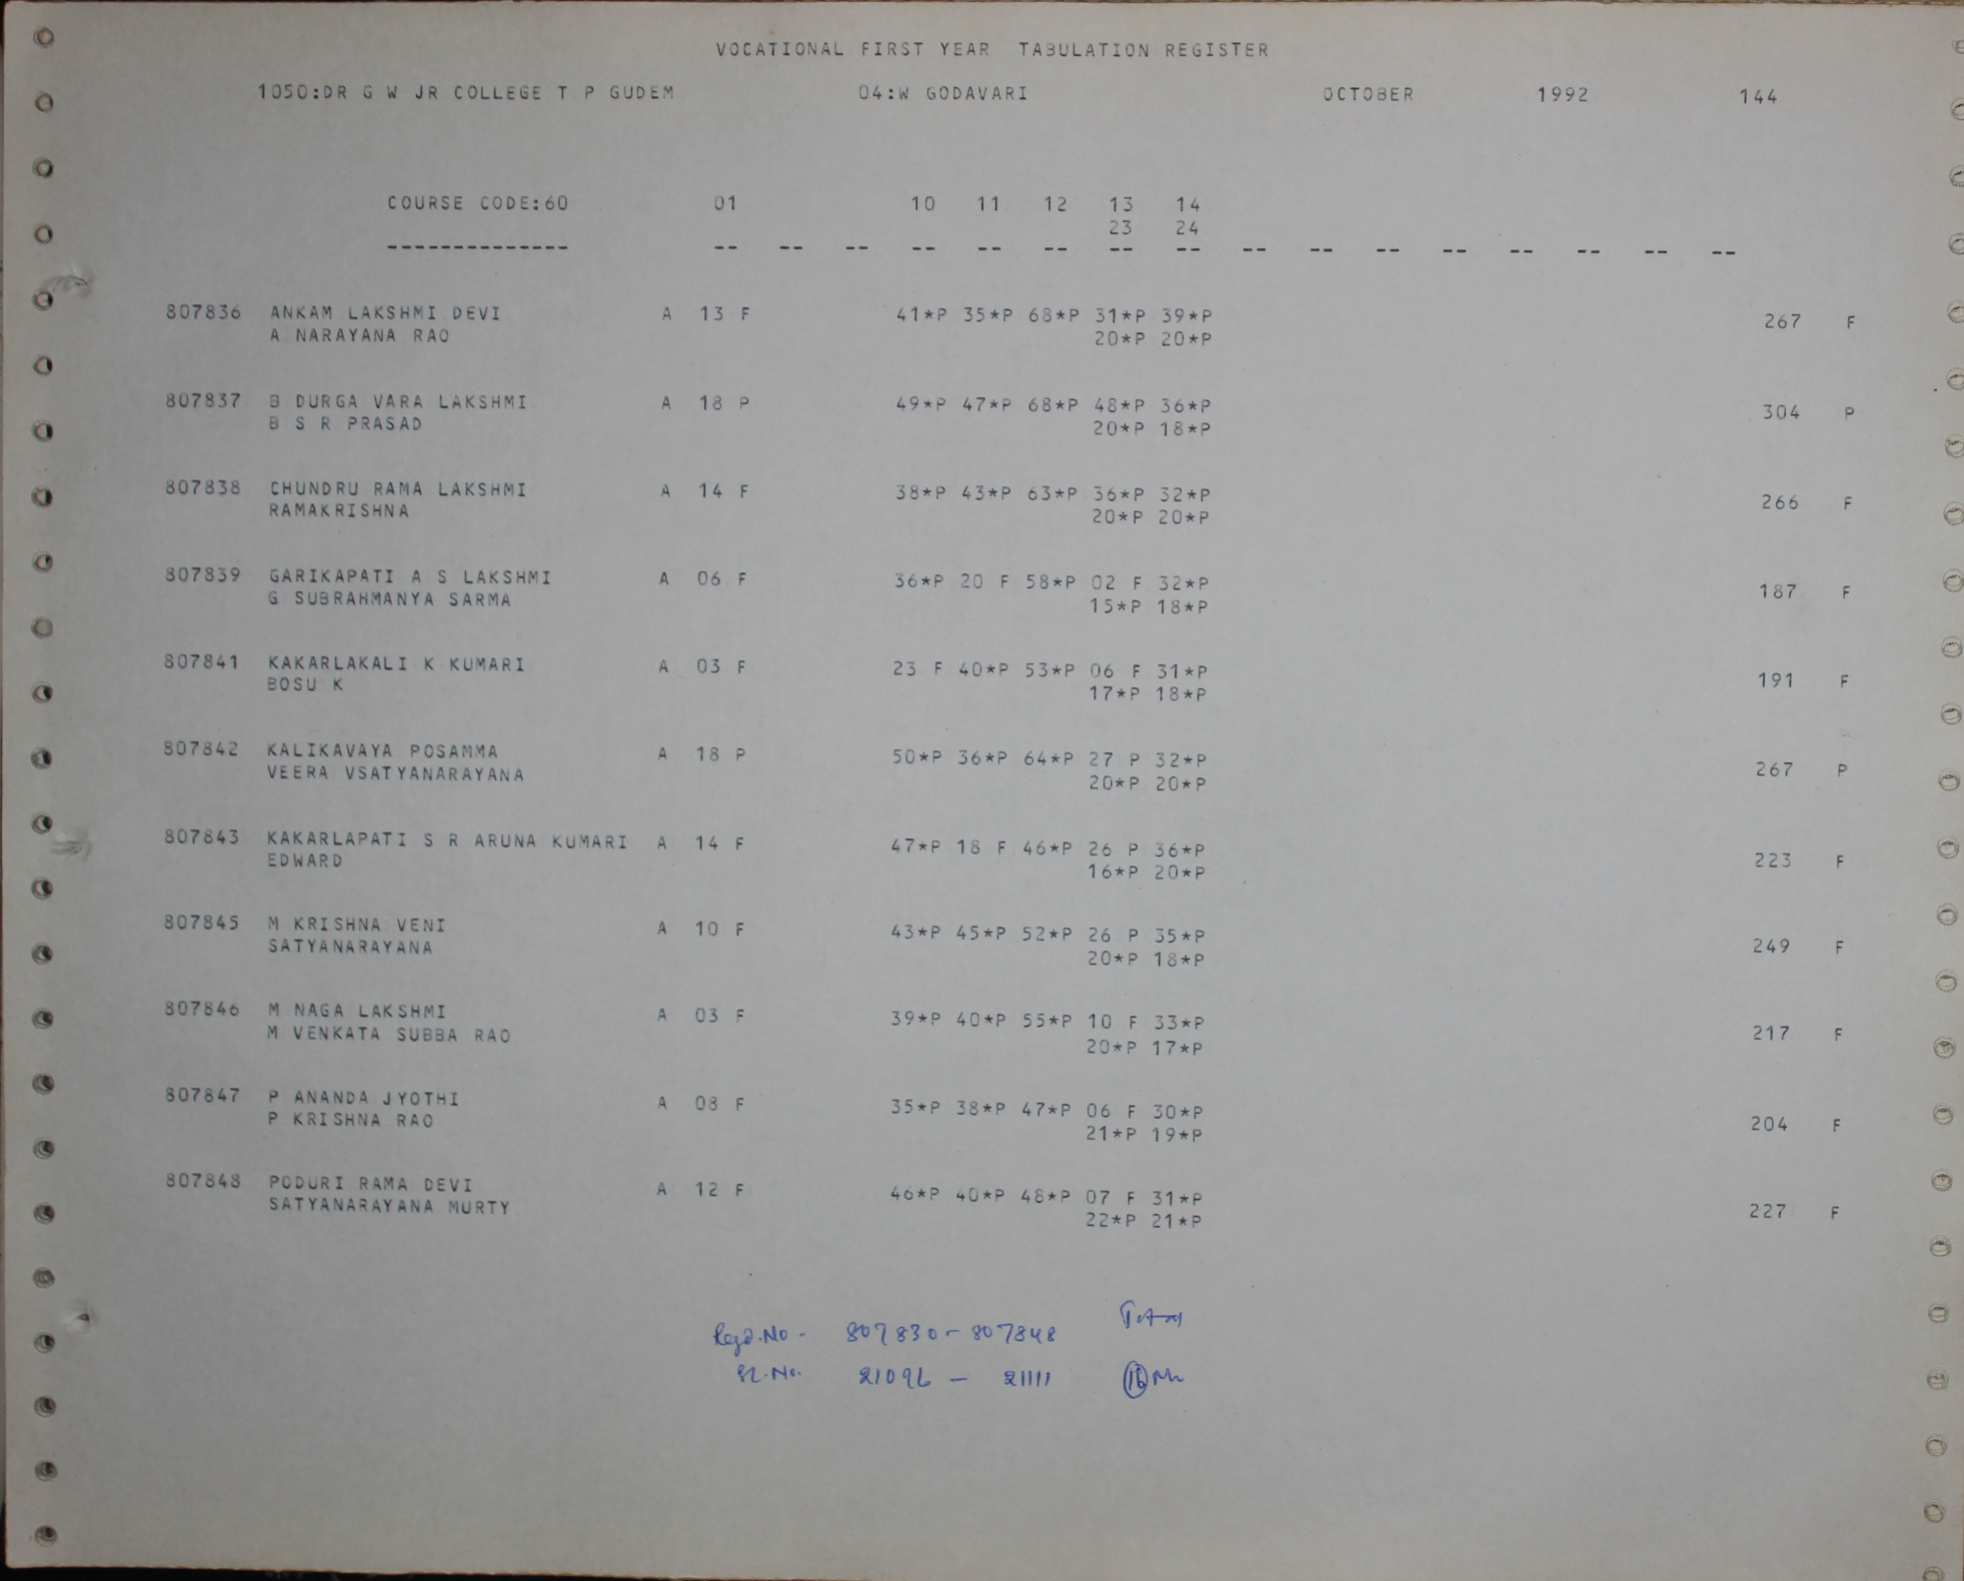 VOCATIONAL FIRST YEAR TABULATION REGISTER
1050:DR G W JR COLLEGE T P GUDEM 04:W GODAVARI OCTOBER 1992 144
COURSE CODE:60 01 10 11 12 13 14
23 24
-------------- -- -- -- -- -- -- -- -- -- -- -- -- -- -- -- --
807836 ANKAM LAKSHMI DEVI A 13 F 41*P 35*P 68*P 31*P 39*P 267 F
A NARAYANA RAO 20*P 20*P
807837 B DURGA VARA LAKSHMI A 18 P 49*P 47*P 68*P 48*P 36*P 304 P
B S R PRASAD 20*P 18*P
807838 CHUNDRU RAMA LAKSHMI A 14 F 38*P 43*P 63*P 36*P 32*P 266 F
RAMAKRISHNA 20*P 20*P
807839 GARIKAPATI A S LAKSHMI A 06 F 36*P 20 F 58*P 02 F 32*P 187 F
G SUBRAHMANYA SARMA 15*P 18*P
807841 KAKARLAKALI K KUMARI A 03 F 23 F 40*P 53*P 06 F 31*P 191 F
BOSU K 17*P 18*P
807842 KALIKAVAYA POSAMMA A 18 P 50*P 36*P 64*P 27 P 32*P 267 P
VEERA VSATYANARAYANA 20*P 20*P
807843 KAKARLAPATI S R ARUNA KUMARI A 14 F 47*P 18 F 46*P 26 P 36*P 223 F
EDWARD 16*P 20*P
807845 M KRISHNA VENI A 10 F 43*P 45*P 52*P 26 P 35*P 249 F
SATYANARAYANA 20*P 18*P
807846 M NAGA LAKSHMI A 03 F 39*P 40*P 55*P 10 F 33*P 217 F
M VENKATA SUBBA RAO 20*P 17*P
807847 P ANANDA JYOTHI A 08 F 35*P 38*P 47*P 06 F 30*P 204 F
P KRISHNA RAO 21*P 19*P
807848 PODURI RAMA DEVI A 12 F 46*P 40*P 48*P 07 F 31*P 227 F
SATYANARAYANA MURTY 22*P 21*P
Regd.No - 807830 - 807848 Total
Sl.No. 21096 - 21111 16